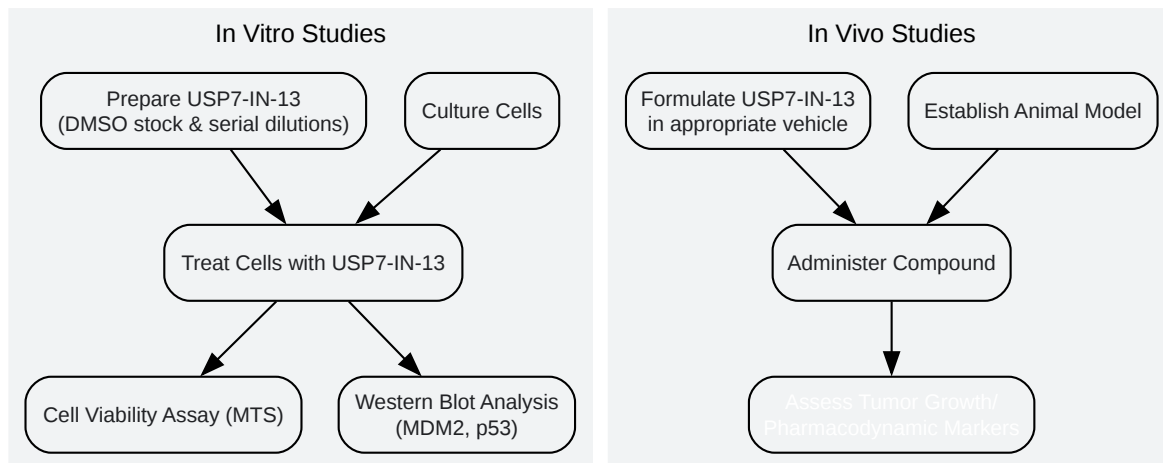 In Vitro Studies
Prepare USP7-IN-13
(DMSO stock & serial dilutions)
Culture Cells
Treat Cells with USP7-IN-13
Cell Viability Assay (MTS)
Western Blot Analysis
(MDM2, p53)
In Vivo Studies
Formulate USP7-IN-13
in appropriate vehicle
Establish Animal Model
Administer Compound
Assess Tumor Growth/
Pharmacodynamic Markers